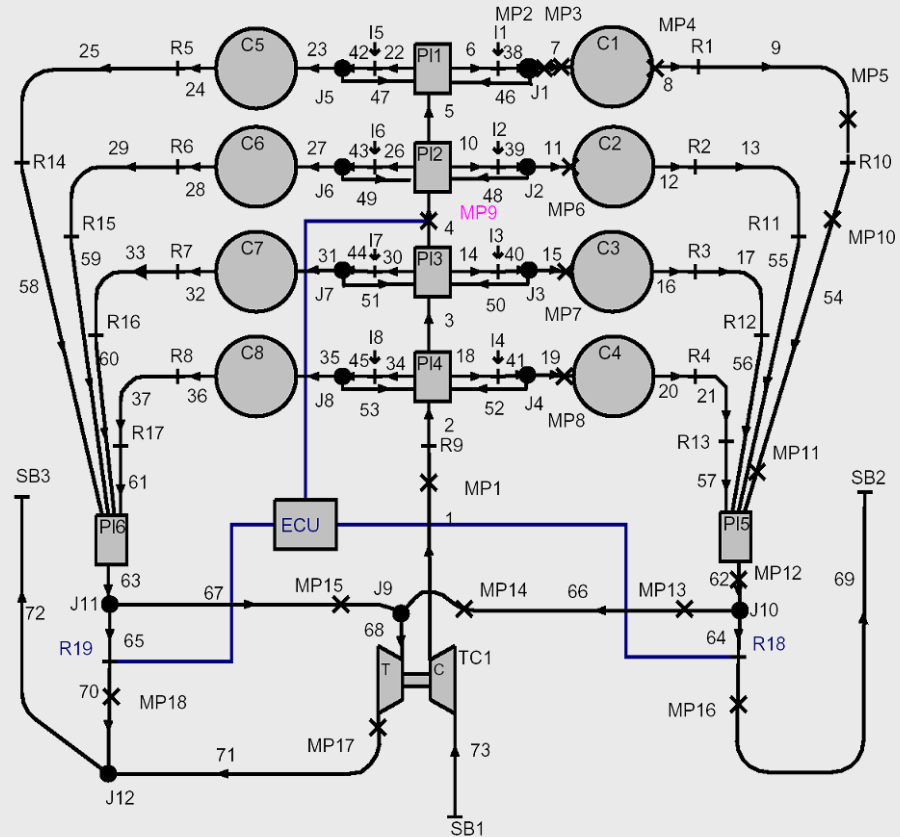 I5 MP2 MP3
25 R5 C5 23 42 22 PI1 6 I1 38 7 C1 MP4 R1 9
24 J5 47 5 46 J1 8 MP5
29 R6 C6 27 I6 43 26 PI2 10 I2 39 11 C2 R2 13
R14 28 J6 49 48 J2 12 R10
R15 MP9 4 MP6 R11 MP10
58 59 33 R7 C7 31 I7 44 30 PI3 14 I3 40 15 C3 R3 17 55 54
32 J7 51 50 J3 16
R16 3 MP7 R12
60 R8 C8 35 I8 45 34 PI4 18 I4 41 19 C4 R4 56
37 36 J8 53 2 52 J4 MP8 20 21
R17 R9 R13
SB3 61 MP1 57 MP11 SB2
PI6 ECU 1 PI5
63 67 MP15 J9 MP14 66 MP13 62 MP12 69
72 J11 68 J10
R19 65 64 R18
T C TC1
70 MP18 MP17 MP16
71 73
J12
SB1